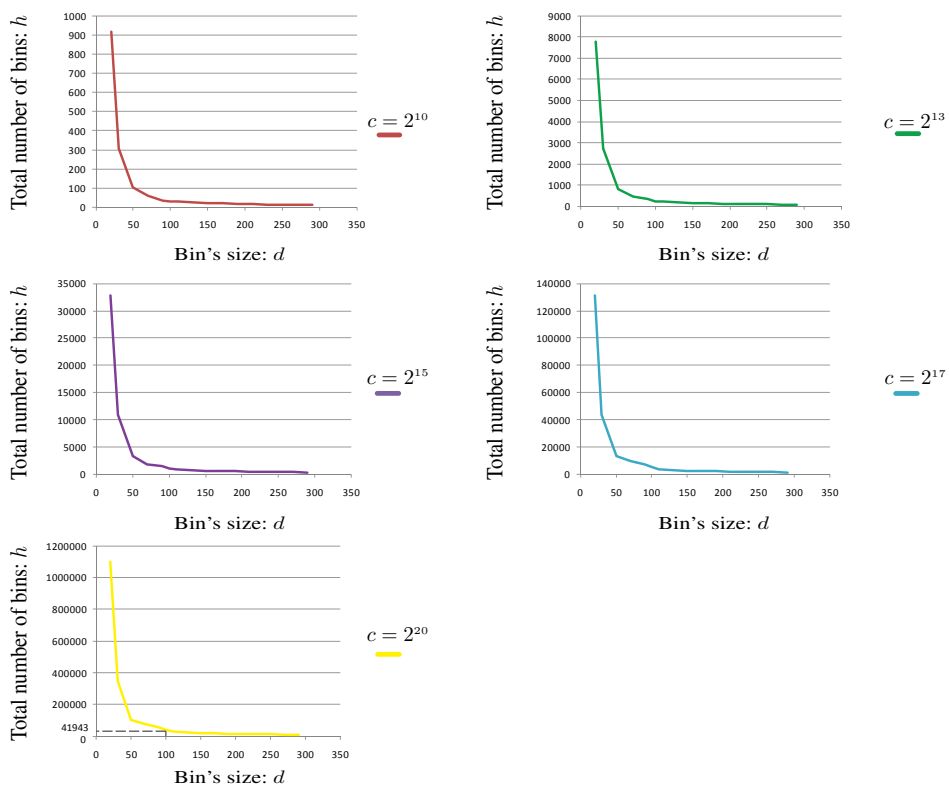 Total number of bins: h
1000
900
800
700
600
500
400
300
200
100
0
0 50 100 150 200 250 300 350
Bin's size: d
c = 2^10
Total number of bins: h
9000
8000
7000
6000
5000
4000
3000
2000
1000
0
0 50 100 150 200 250 300 350
Bin's size: d
c = 2^13
Total number of bins: h
35000
30000
25000
20000
15000
10000
5000
0
0 50 100 150 200 250 300 350
Bin's size: d
c = 2^15
Total number of bins: h
140000
120000
100000
80000
60000
40000
20000
0
0 50 100 150 200 250 300 350
Bin's size: d
c = 2^17
Total number of bins: h
1200000
1000000
800000
600000
400000
200000
41943
0
0 50 100 150 200 250 300 350
Bin's size: d
c = 2^20